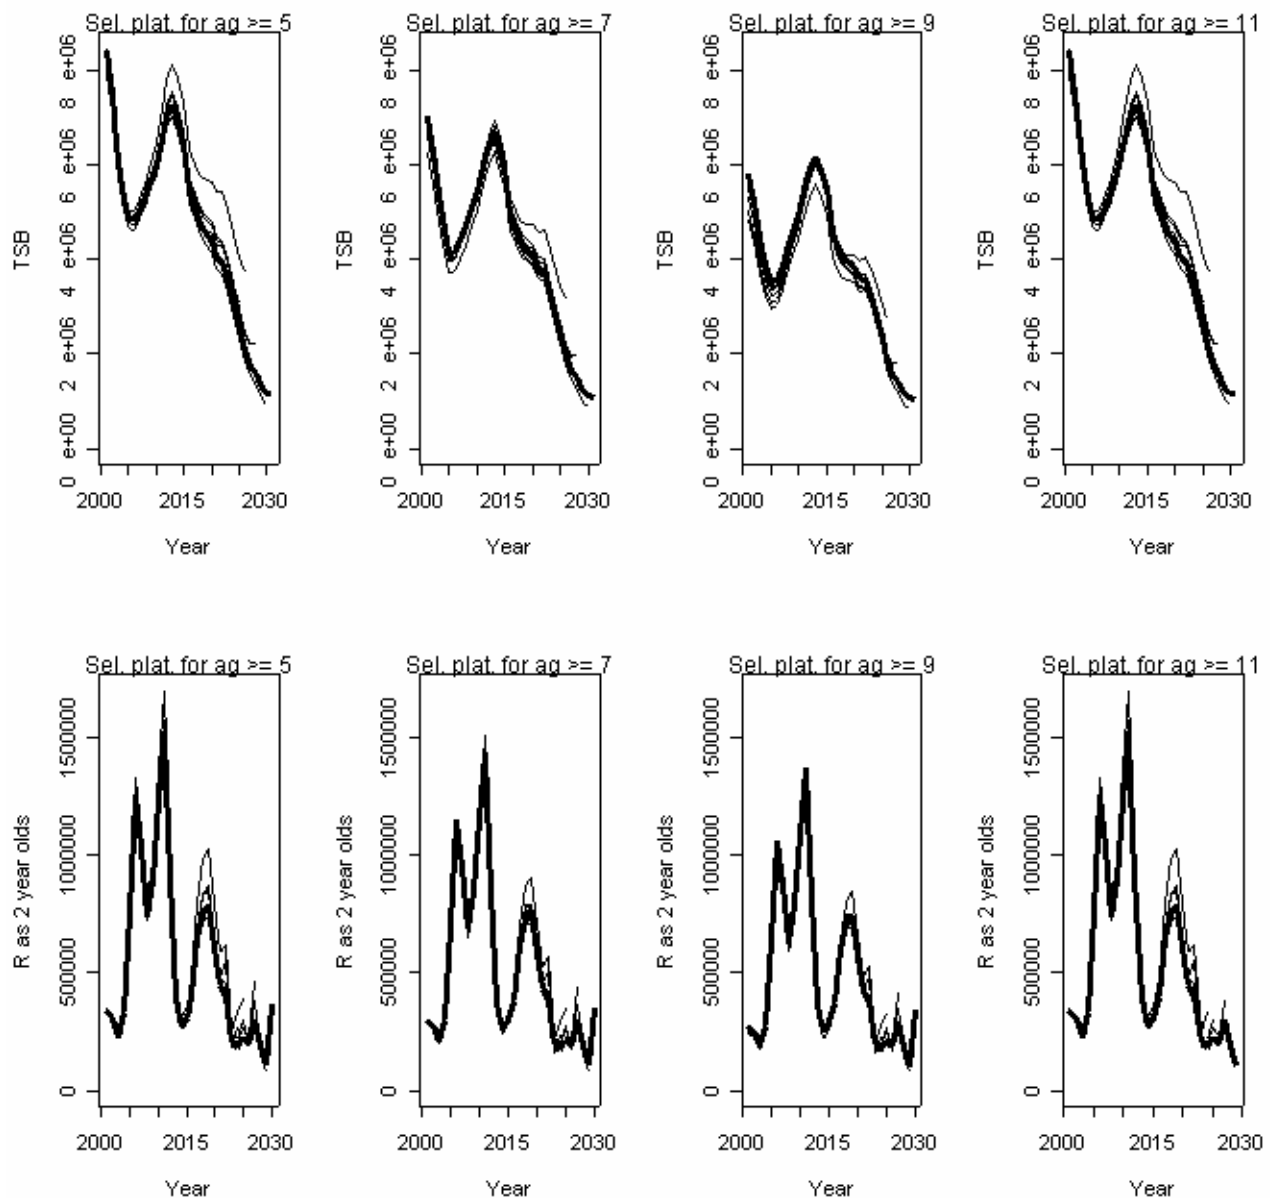 Sel. plat. for ag >= 5
Sel. plat. for ag >= 7
Sel. plat. for ag >= 9
Sel. plat. for ag >= 11
TSB
0 e+00 2 e+06 4 e+06 6 e+06 8 e+06
2000 2015 2030
Year
TSB
0 e+00 2 e+06 4 e+06 6 e+06 8 e+06
2000 2015 2030
Year
TSB
0 e+00 2 e+06 4 e+06 6 e+06 8 e+06
2000 2015 2030
Year
TSB
0 e+00 2 e+06 4 e+06 6 e+06 8 e+06
2000 2015 2030
Year
Sel. plat. for ag >= 5
Sel. plat. for ag >= 7
Sel. plat. for ag >= 9
Sel. plat. for ag >= 11
R as 2 year olds
0 500000 1000000 1500000
2000 2015 2030
Year
R as 2 year olds
0 500000 1000000 1500000
2000 2015 2030
Year
R as 2 year olds
0 500000 1000000 1500000
2000 2015 2030
Year
R as 2 year olds
0 500000 1000000 1500000
2000 2015 2030
Year